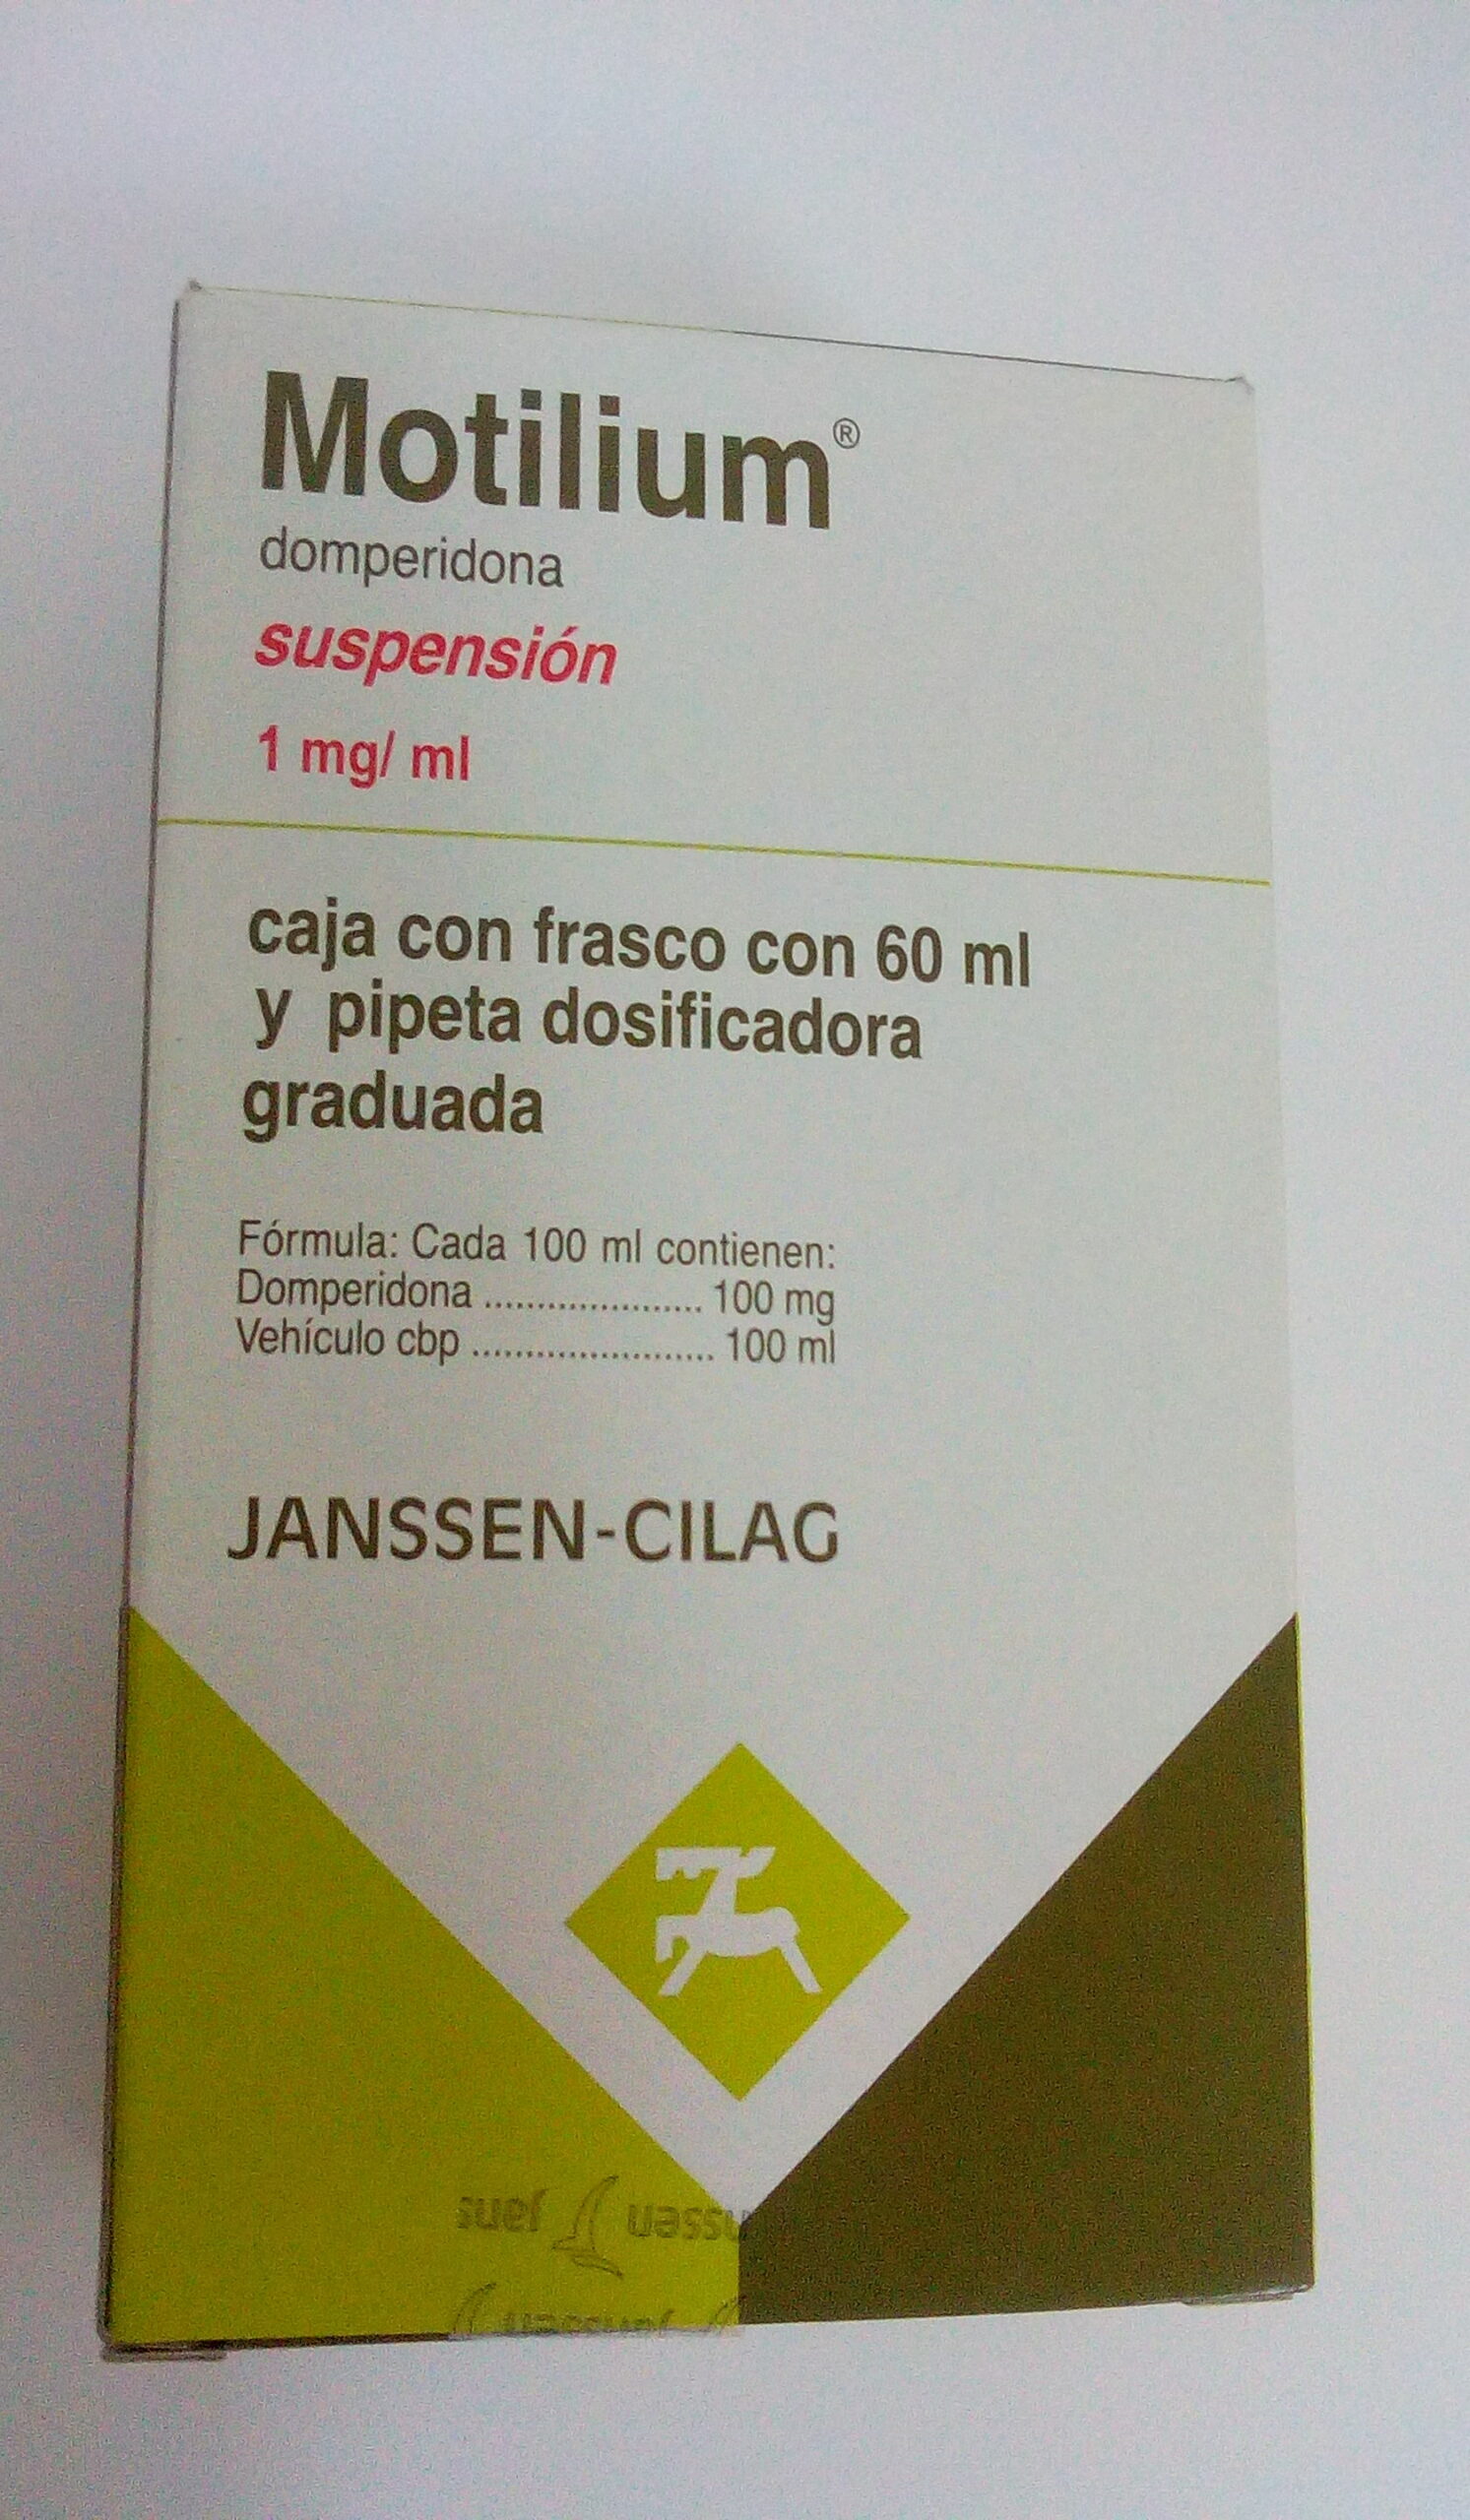 Motilium®
domperidona
suspensión
1 mg/ ml
caja con frasco con 60 ml
y pipeta dosificadora
graduada
Fórmula: Cada 100 ml contienen:
Domperidona ..................... 100 mg
Vehículo cbp ....................... 100 ml
JANSSEN-CILAG
janssen